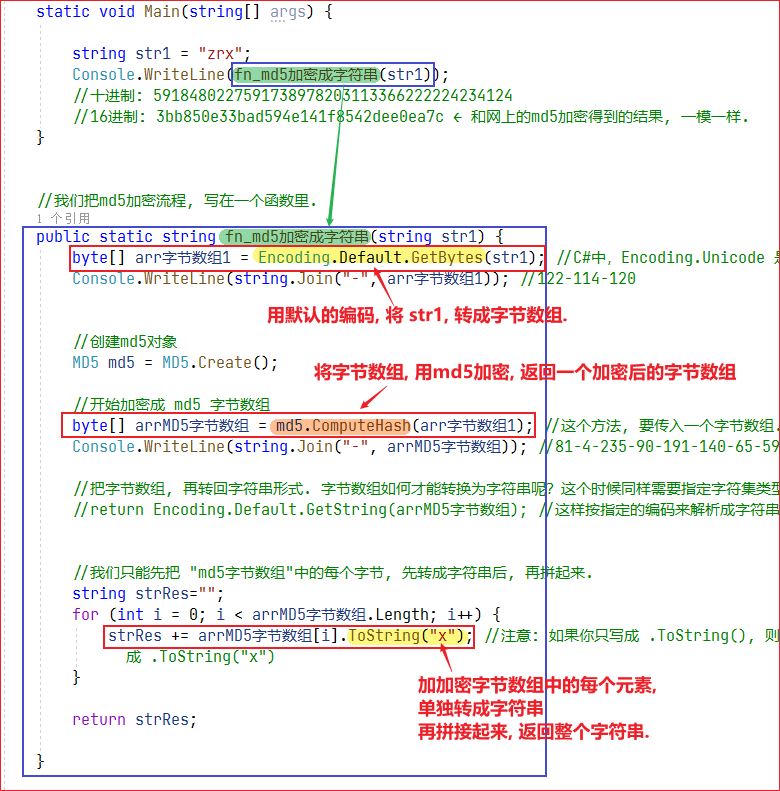 static void Main(string[] args) {
string str1 = "zrx";
Console.WriteLine(fn_md5加密成字符串(str1));
//十进制: 5918480227591738978203113366222224234124
//16进制: 3bb850e33bad594e141f8542dee0ea7c ← 和网上的md5加密得到的结果, 一模一样.
}
//我们把md5加密流程, 写在一个函数里.
1 个引用
public static string fn_md5加密成字符串(string str1) {
byte[] arr字节数组1 = Encoding.Default.GetBytes(str1); //C#中, Encoding.Unicode 是
Console.WriteLine(string.Join("-", arr字节数组1)); //122-114-120
用默认的编码, 将 str1, 转成字节数组.
//创建md5对象
MD5 md5 = MD5.Create();
将字节数组, 用md5加密, 返回一个加密后的字节数组
//开始加密成 md5 字节数组
byte[] arrMD5字节数组 = md5.ComputeHash(arr字节数组1); //这个方法, 要传入一个字节数组.
Console.WriteLine(string.Join("-", arrMD5字节数组)); //81-4-235-90-191-140-65-59
//把字节数组, 再转回字符串形式. 字节数组如何才能转换为字符串呢? 这个时候同样需要指定字符集类型
//return Encoding.Default.GetString(arrMD5字节数组); //这样按指定的编码来解析成字符串
//我们只能先把 "md5字节数组"中的每个字节, 先转成字符串后, 再拼起来.
string strRes="";
for (int i = 0; i < arrMD5字节数组.Length; i++) {
strRes += arrMD5字节数组[i].ToString("x"); //注意: 如果你只写成 .ToString(), 则
成 .ToString("x")
}
加加密字节数组中的每个元素,
单独转成字符串
再拼接起来, 返回整个字符串.
return strRes;
}